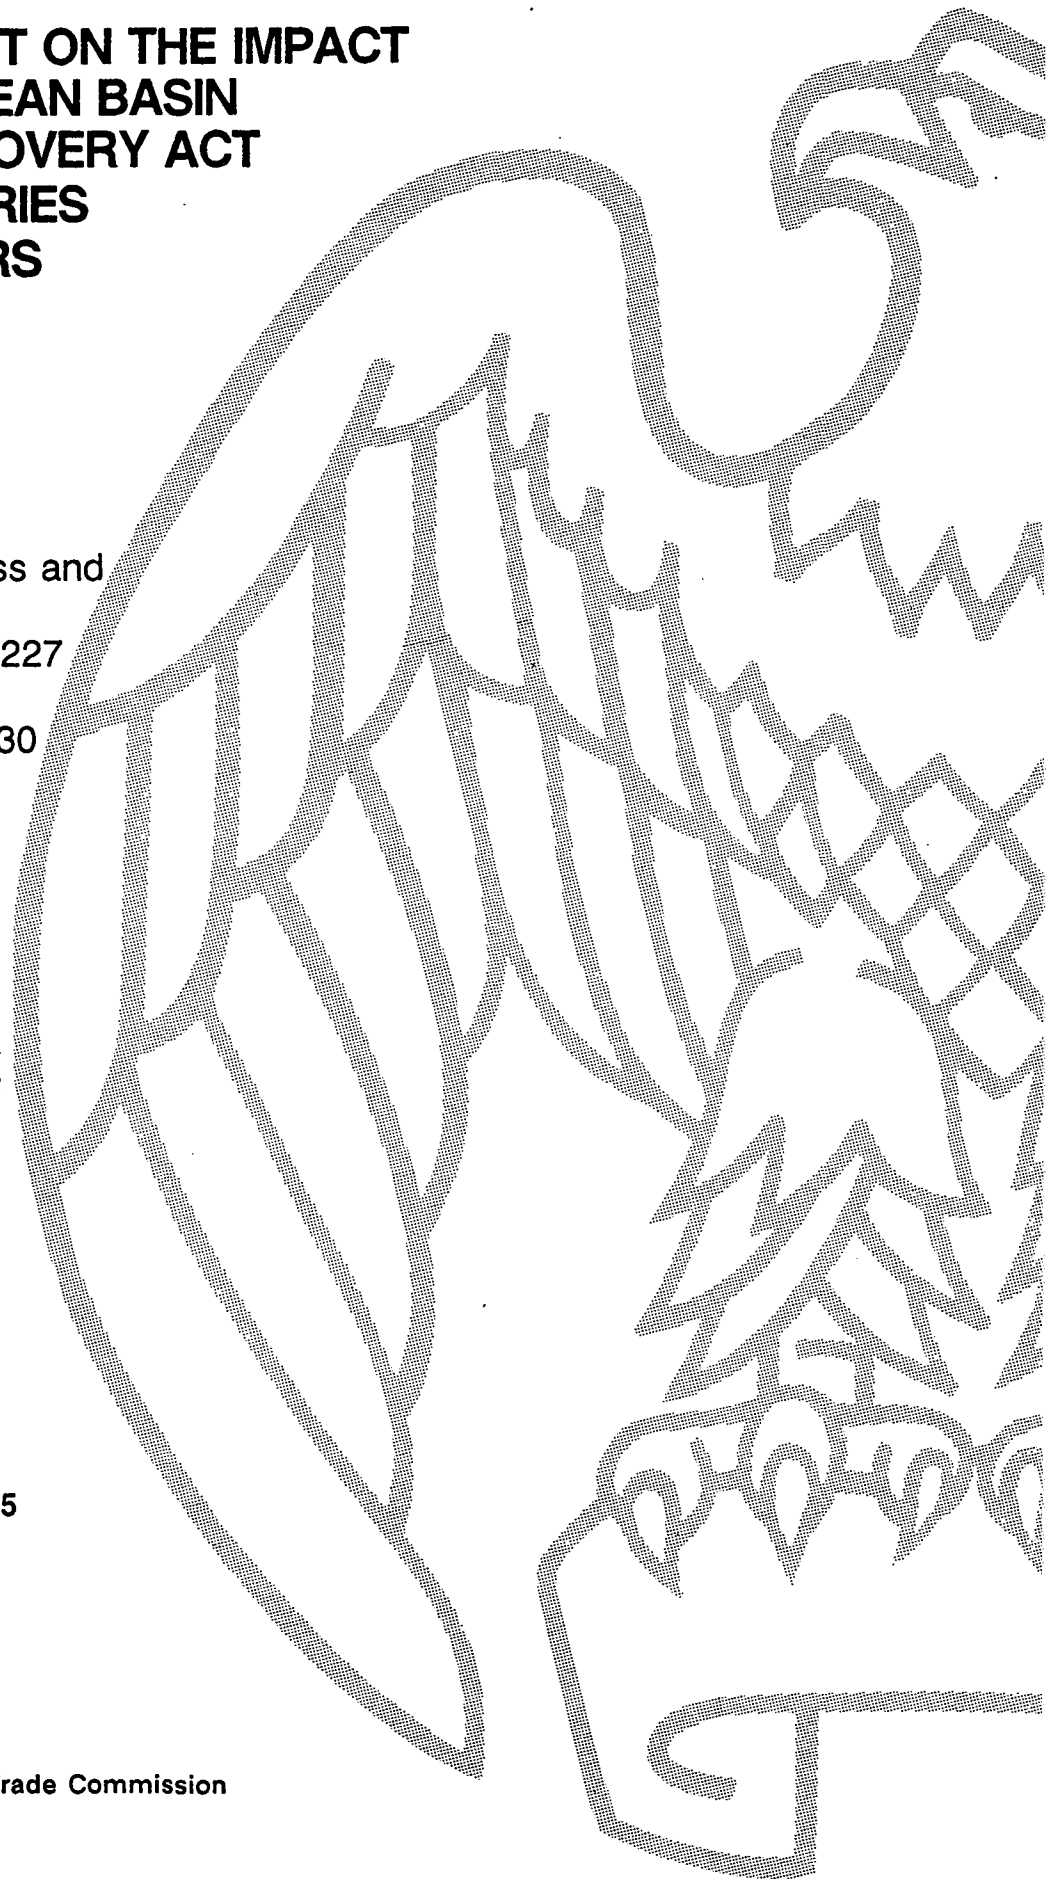 T ON THE IMPACT
EAN BASIN
OVERY ACT
RIES
RS
ss and
227
30
5
rade Commission